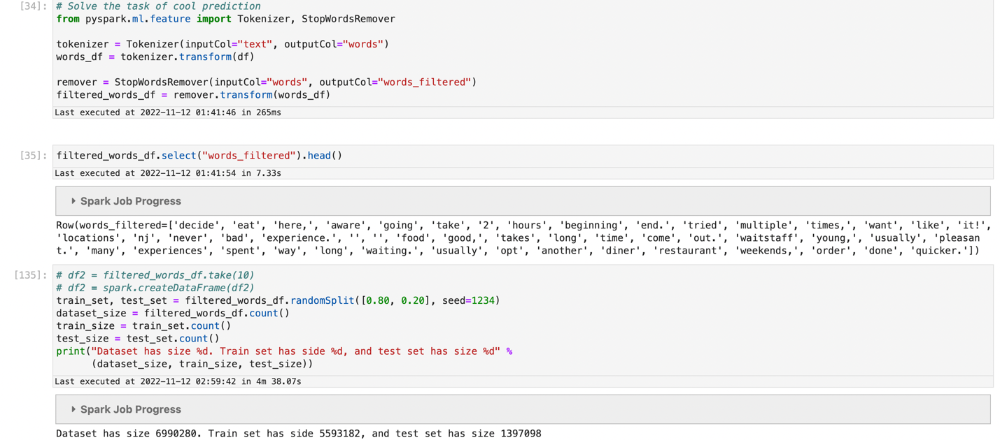 [34]: # Solve the task of cool prediction
from pyspark.ml.feature import Tokenizer, StopWordsRemover
tokenizer = Tokenizer(inputCol="text", outputCol="words")
words_df = tokenizer.transform(df)
remover = StopWordsRemover(inputCol="words", outputCol="words_filtered")
filtered_words_df = remover.transform(words_df)
Last executed at 2022-11-12 01:41:46 in 265ms
[35]: filtered_words_df.select("words_filtered").head()
Last executed at 2022-11-12 01:41:54 in 7.33s
Spark Job Progress
Row(words_filtered=['decide', 'eat', 'here,', 'aware', 'going', 'take', '2', 'hours', 'beginning', 'end.', 'tried', 'multiple', 'times,', 'want', 'like', 'it!',
'locations', 'nj', 'never', 'bad', 'experience.', '', '', 'food', 'good,', 'takes', 'long', 'time', 'come', 'out.', 'waitstaff', 'young,', 'usually', 'pleasan
t.', 'many', 'experiences', 'spent', 'way', 'long', 'waiting.', 'usually', 'opt', 'another', 'diner', 'restaurant', 'weekends,', 'order', 'done', 'quicker.'])
[135]: # df2 = filtered_words_df.take(10)
# df2 = spark.createDataFrame(df2)
train_set, test_set = filtered_words_df.randomSplit([0.80, 0.20], seed=1234)
dataset_size = filtered_words_df.count()
train_size = train_set.count()
test_size = test_set.count()
print("Dataset has size %d. Train set has side %d, and test set has size %d" %
(dataset_size, train_size, test_size))
Last executed at 2022-11-12 02:59:42 in 4m 38.07s
Spark Job Progress
Dataset has size 6990280. Train set has side 5593182, and test set has size 1397098